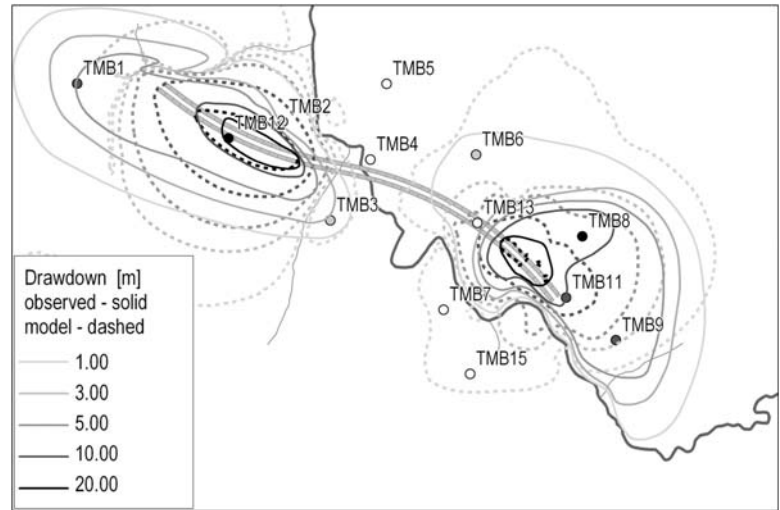 TMB1
TMB5
TMB2
TMB12
TMB4
TMB6
TMB3
TMB13
TMB8
TMB11
TMB7
TMB9
TMB15
Drawdown [m]
observed - solid
model - dashed
1.00
3.00
5.00
10.00
20.00